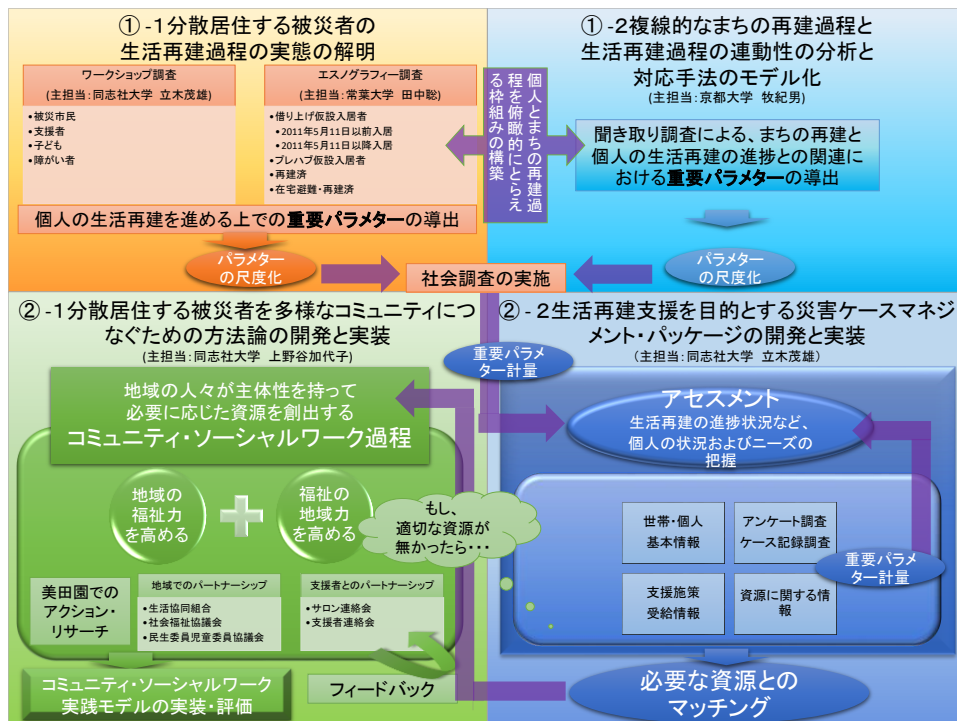 ①-1分散居住する被災者の
生活再建過程の実態の解明
ワークショップ調査
(主担当:同志社大学 立木茂雄)
•被災市民
•支援者
•子ども
•障がい者
エスノグラフィー調査
(主担当:常葉大学 田中聡)
•借り上げ仮設入居者
•2011年5月11日以前入居
•2011年5月11日以降入居
•プレハブ仮設入居者
•再建済
•在宅避難・再建済
個人の生活再建を進める上での重要パラメターの導出
パラメター
の尺度化
個人とまちの再建過
程を俯瞰的にとらえ
る枠組みの構築
①-2複線的なまちの再建過程と
生活再建過程の連動性の分析と
対応手法のモデル化
(主担当:京都大学 牧紀男)
聞き取り調査による、まちの再建と
個人の生活再建の進捗との関連に
おける重要パラメターの導出
パラメター
の尺度化
社会調査の実施
②-1分散居住する被災者を多様なコミュニティにつ
なぐための方法論の開発と実装
(主担当:同志社大学 上野谷加代子)
地域の人々が主体性を持って
必要に応じた資源を創出する
コミュニティ・ソーシャルワーク過程
地域の
福祉力
を高める
福祉の
地域力
を高める
もし、
適切な資源が
無かったら・・・
美田園での
アクション・
リサーチ
地域でのパートナーシップ
•生活協同組合
•社会福祉協議会
•民生委員児童委員協議会
支援者とのパートナーシップ
•サロン連絡会
•支援者連絡会
コミュニティ・ソーシャルワーク
実践モデルの実装・評価
フィードバック
②-2生活再建支援を目的とする災害ケースマネジ
メント・パッケージの開発と実装
(主担当:同志社大学 立木茂雄)
重要パラメ
ター計量
アセスメント
生活再建の進捗状況など、
個人の状況およびニーズの
把握
世帯・個人
基本情報
アンケート調査
ケース記録調査
重要パラメ
ター計量
支援施策
受給情報
資源に関する情
報
必要な資源との
マッチング